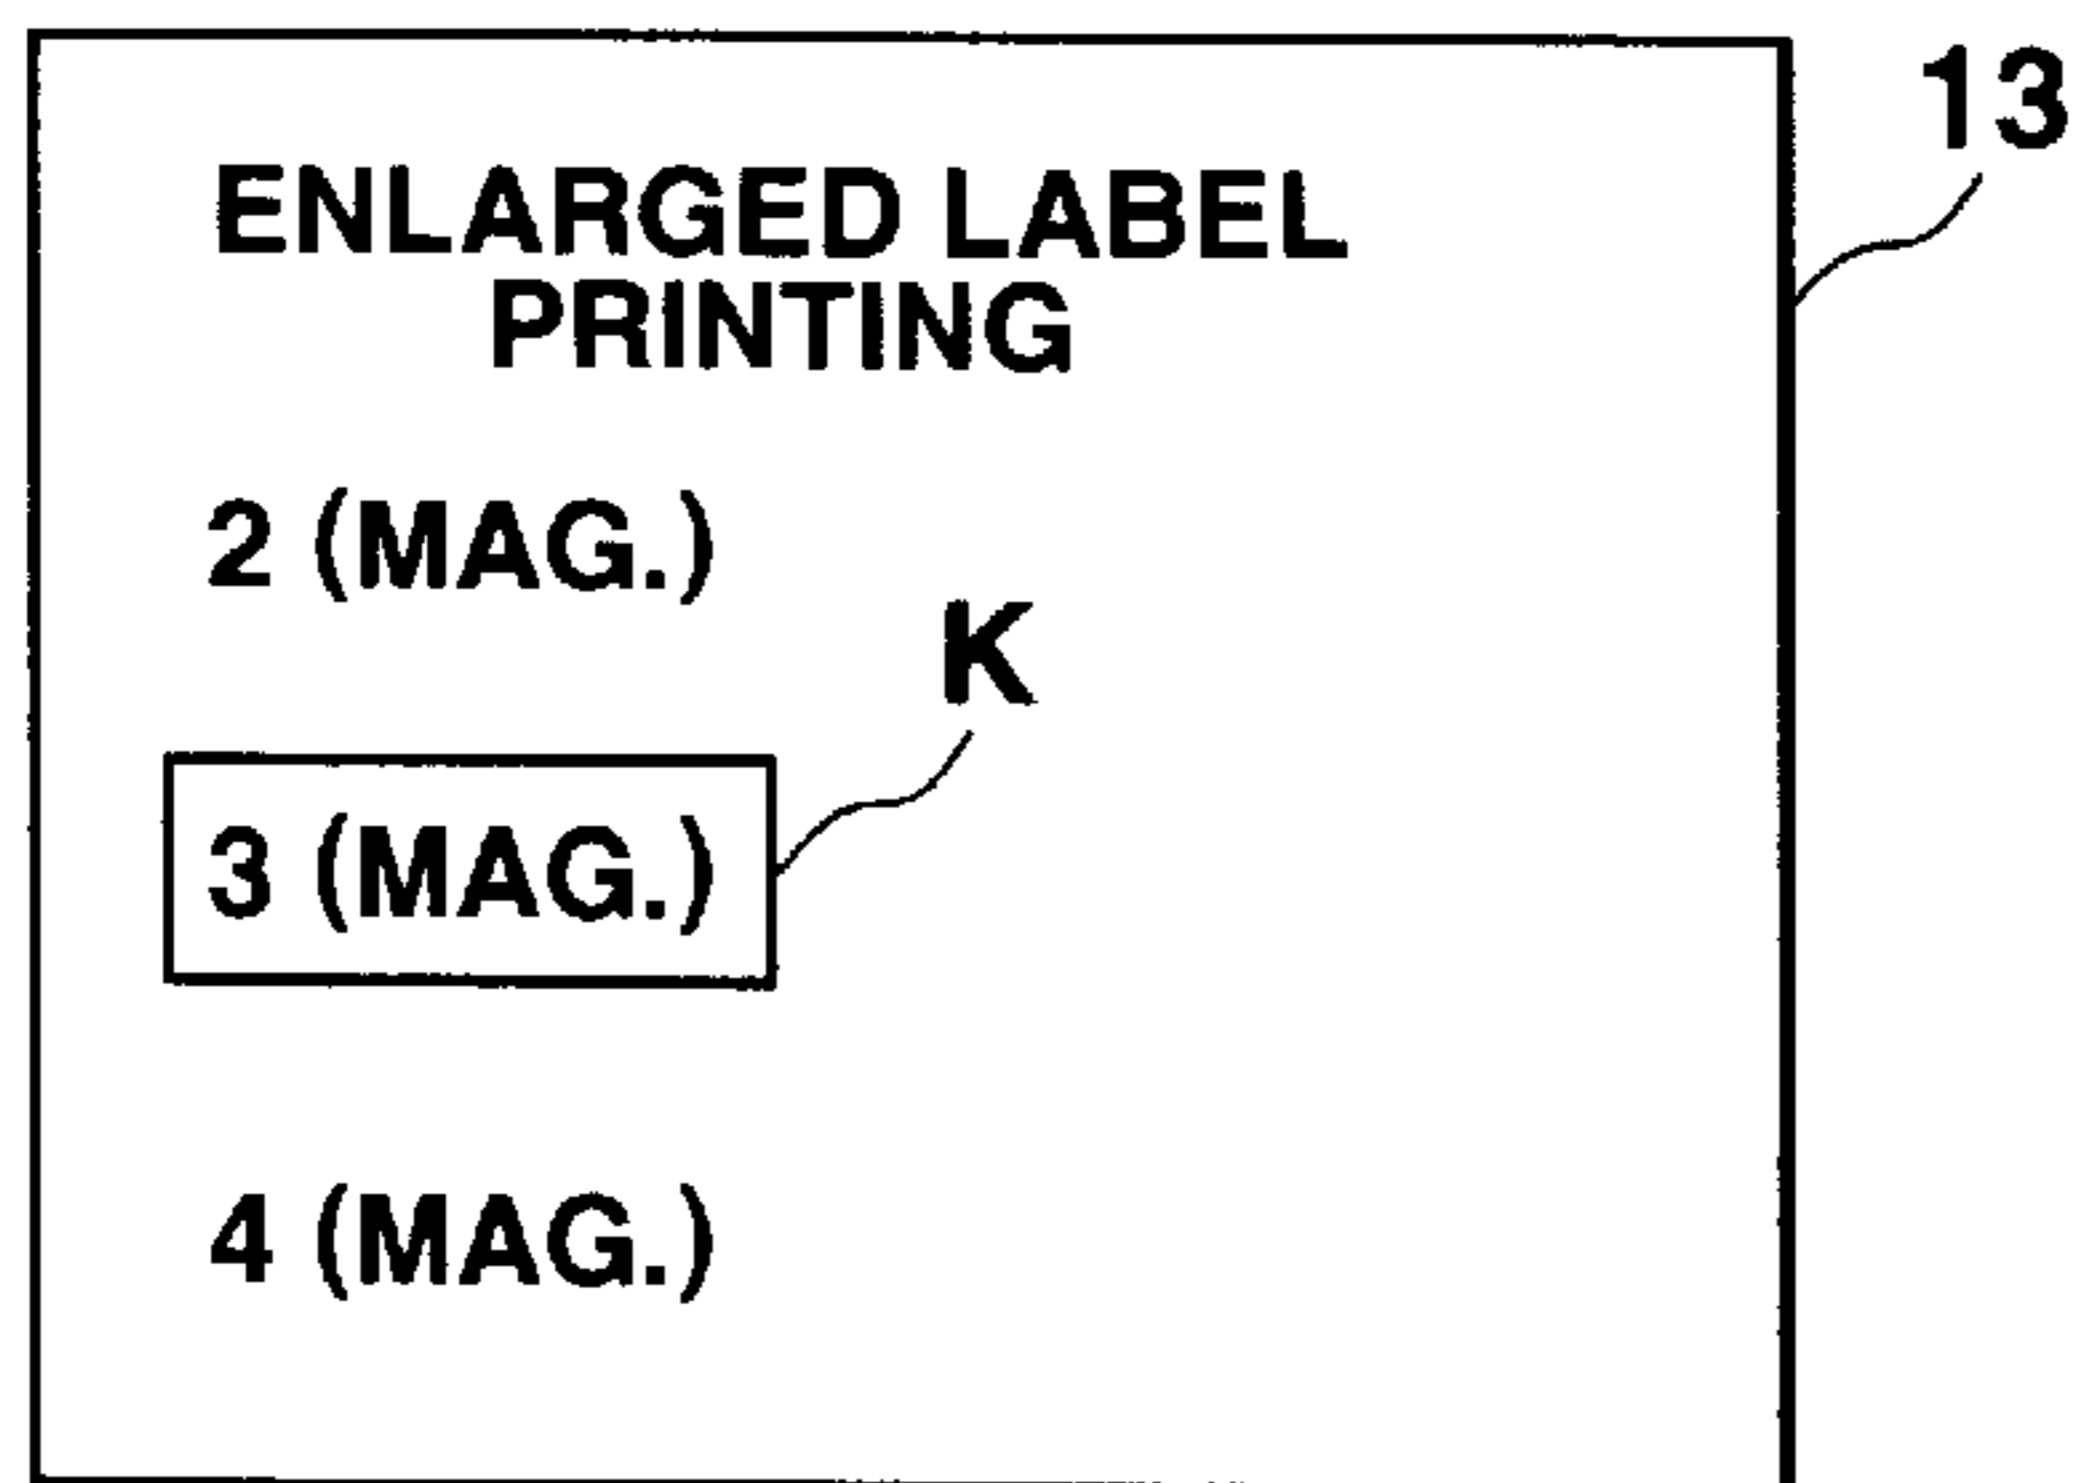 13
ENLARGED LABEL
PRINTING
2 (MAG.)
K
3 (MAG.)
4 (MAG.)